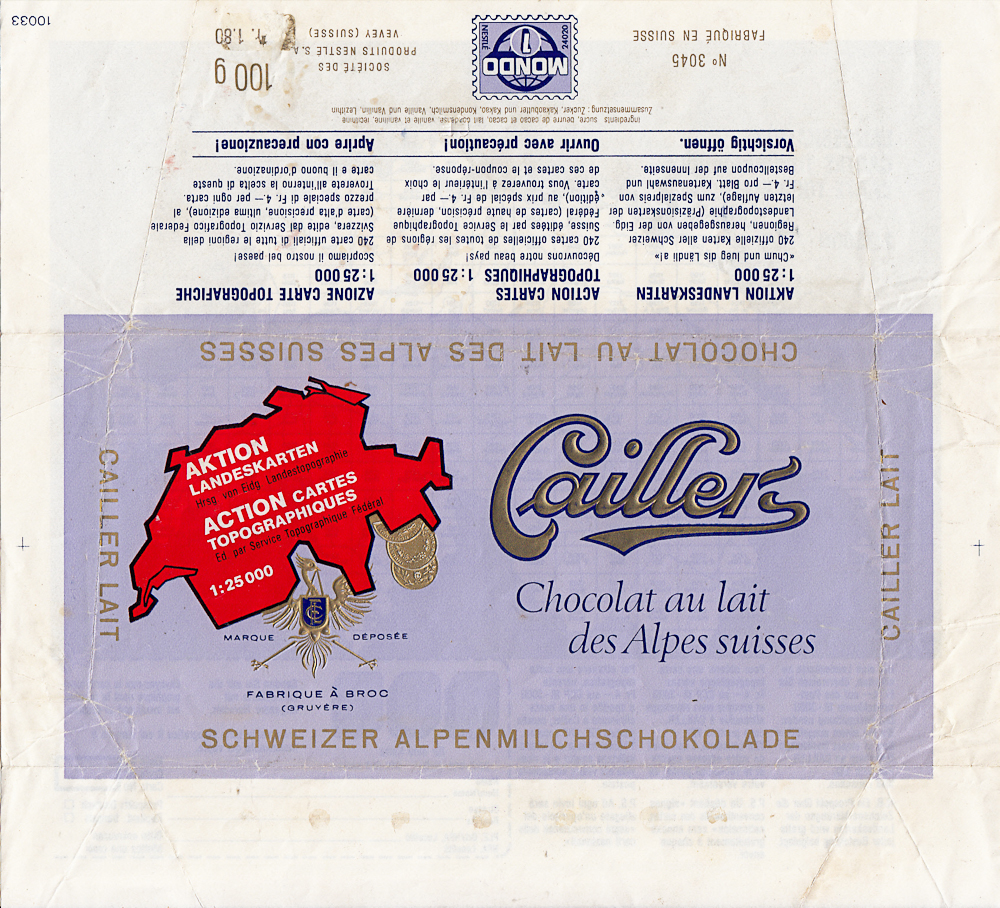 10033
Nº 3045
FABRIQUÉ EN SUISSE
MONDO
1
24020
NESTLÉ
100 g
Fr. 1.80
SOCIÉTÉ DES
PRODUITS NESTLÉ S.A.
VEVEY (SUISSE)
AKTION LANDESKARTEN
1:25 000
«Chum und lueg dis Ländli a!»
240 offizielle Karten aller Schweizer
Regionen, herausgegeben von der Eidg.
Landestopographie (Präzisionskarten der
letzten Auflage), zum Spezialpreis von
Fr. 4.— pro Blatt. Kartenauswahl und
Bestellcoupon auf der Innenseite.
Vorsichtig öffnen.
ACTION CARTES
TOPOGRAPHIQUES 1:25 000
Découvrons notre beau pays!
240 cartes officielles de toutes les régions de
Suisse, éditées par le Service Topographique
Fédéral (cartes de haute précision, dernière
édition), au prix spécial de Fr. 4.— par
carte. Vous trouverez à l'intérieur le choix
de ces cartes et le coupon-réponse.
Ouvrir avec précaution!
AZIONE CARTE TOPOGRAFICHE
1:25 000
Scopriamo il nostro bel paese!
240 carte ufficiali di tutte le regioni della
Svizzera, edite dal Servizio Topografico Federale
(carte d'alta precisione, ultima edizione), al
prezzo speciale di Fr. 4.— per ogni carta.
Troverete all'interno la scelta di queste
carte e il buono d'ordinazione.
Aprire con precauzione!
Ingrédients: sucre, beurre de cacao et cacao, lait condensé, vanille et vanilline, lécithine
Zusammensetzung: Zucker, Kakaobutter und Kakao, Kondensmilch, Vanille und Vanillin, Lezithin
CHOCOLAT AU LAIT DES ALPES SUISSES
CAILLER LAIT
AKTION
LANDESKARTEN
Hrsg. von Eidg. Landestopographie
ACTION CARTES
TOPOGRAPHIQUES
Ed. par Service Topographique Fédéral
1:25 000
MARQUE DÉPOSÉE
FABRIQUE À BROC
(GRUYÈRE)
Cailler
Chocolat au lait
des Alpes suisses
CAILLER LAIT
SCHWEIZER ALPENMILCHSCHOKOLADE